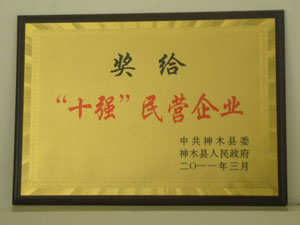 奖给
“十强”民营企业
中共神木县委
神木县人民政府
二〇一一年三月